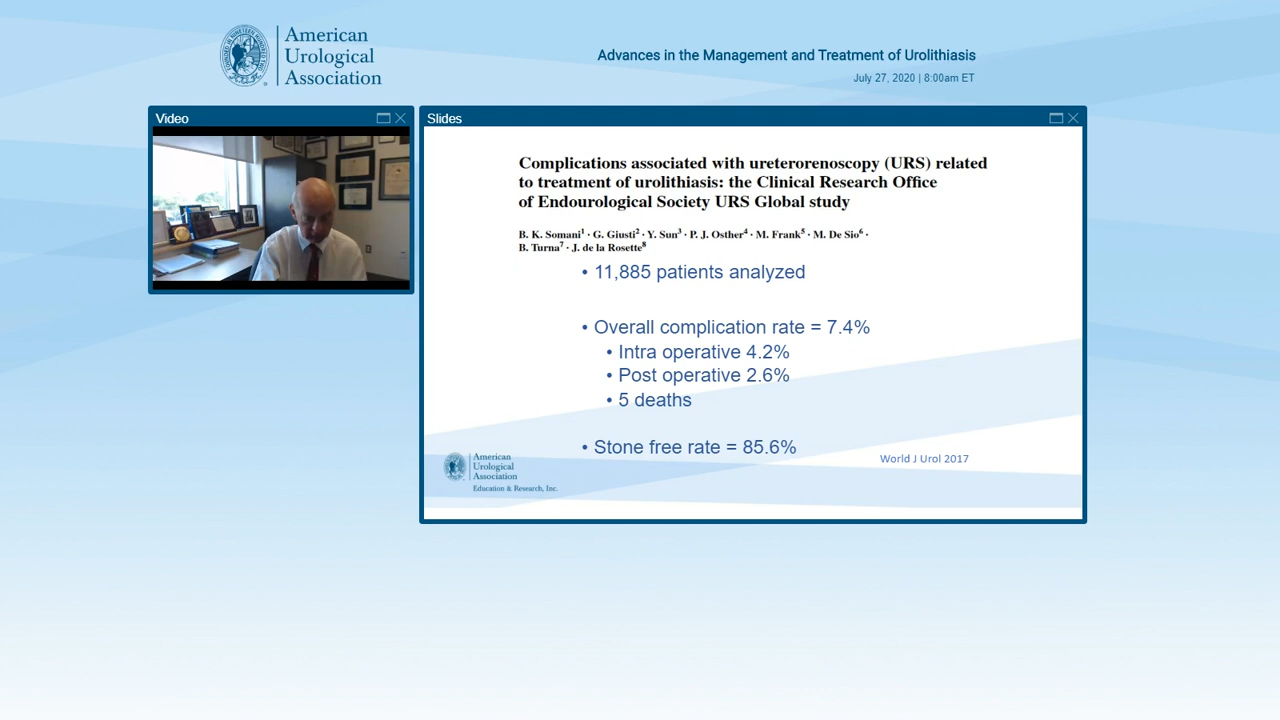 American
Urological
Association
Advances in the Management and Treatment of Urolithiasis
July 27, 2020 | 8:00am ET
Video
Slides
Complications associated with ureterorenoscopy (URS) related
to treatment of urolithiasis: the Clinical Research Office
of Endourological Society URS Global study
B. K. Somani¹ · G. Giusti² · Y. Sun³ · P. J. Osther⁴ · M. Frank⁵ · M. De Sio⁶ ·
B. Turna⁷ · J. de la Rosette⁸
• 11,885 patients analyzed
• Overall complication rate = 7.4%
• Intra operative 4.2%
• Post operative 2.6%
• 5 deaths
• Stone free rate = 85.6%
World J Urol 2017
American
Urological
Association
Education & Research, Inc.